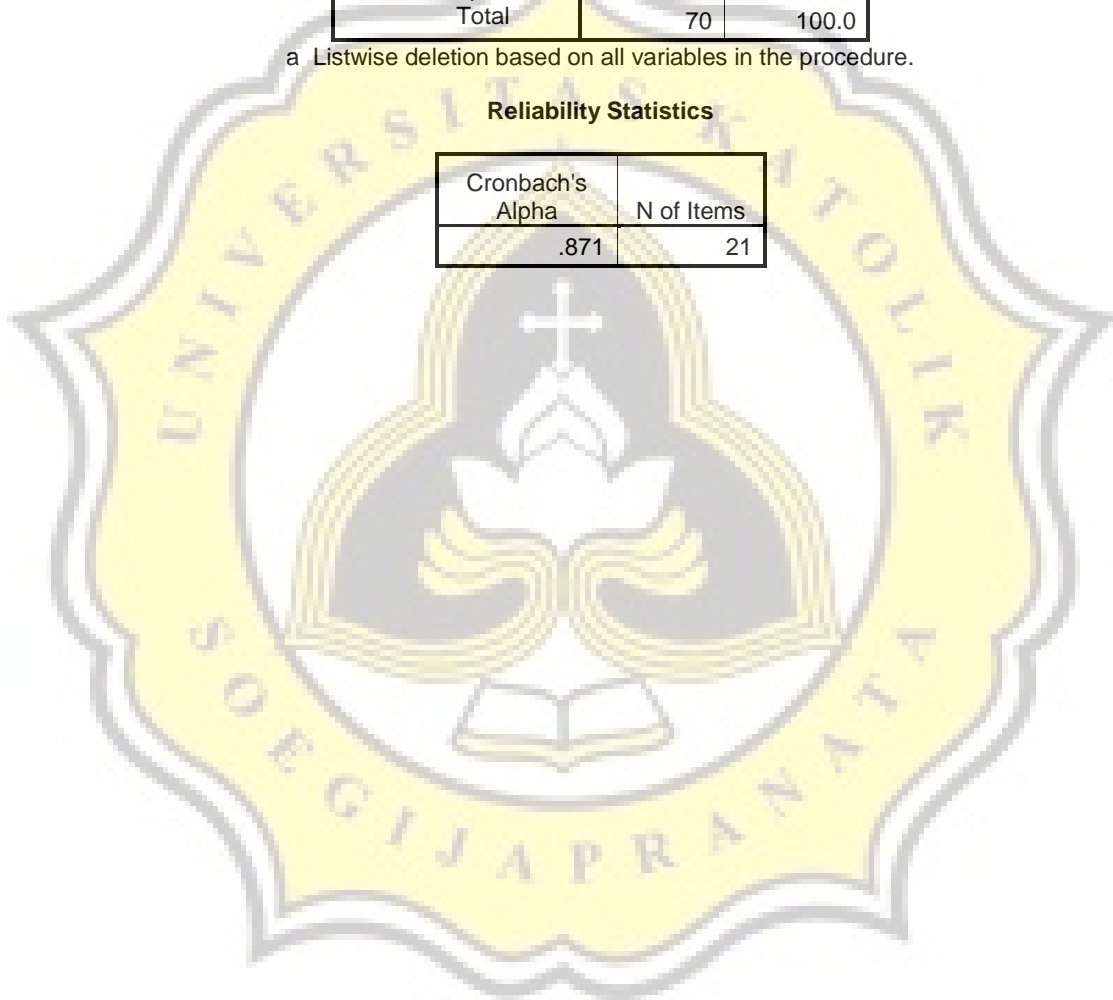 Total 70 100.0
a Listwise deletion based on all variables in the procedure.
Reliability Statistics
Cronbach's
Alpha N of Items
.871 21
UNIVERSITAS KATOLIK
SOEGIJAPRANATA